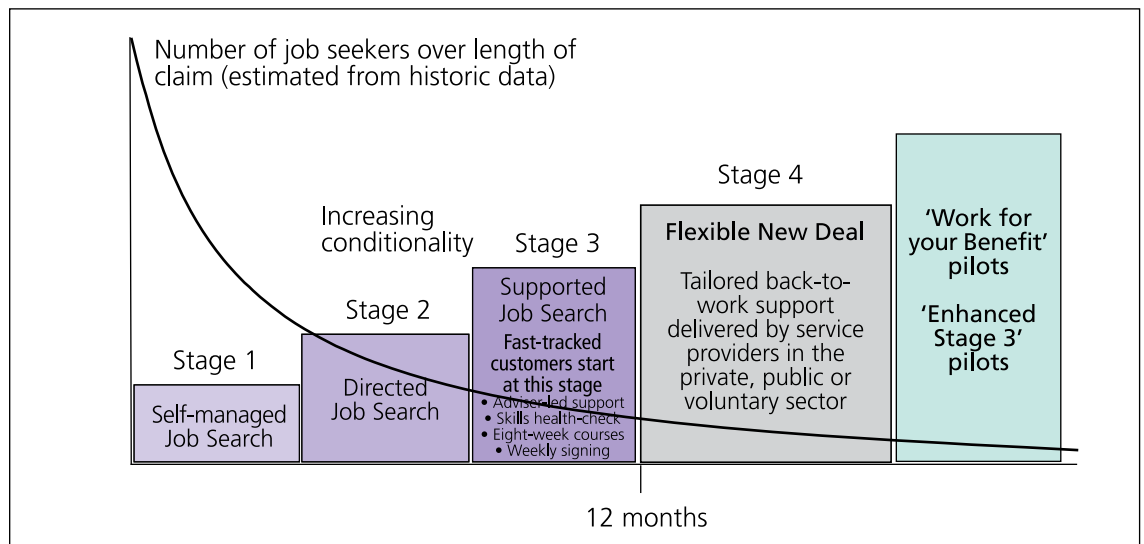 Number of job seekers over length of
claim (estimated from historic data)
Increasing
conditionality
Stage 1
Self-managed
Job Search
Stage 2
Directed
Job Search
Stage 3
Supported
Job Search
Fast-tracked
customers start
at this stage
• Adviser-led support
• Skills health-check
• Eight-week courses
• Weekly signing
Stage 4
Flexible New Deal
Tailored back-to-
work support
delivered by service
providers in the
private, public or
voluntary sector
‘Work for
your Benefit’
pilots
‘Enhanced
Stage 3’
pilots
12 months